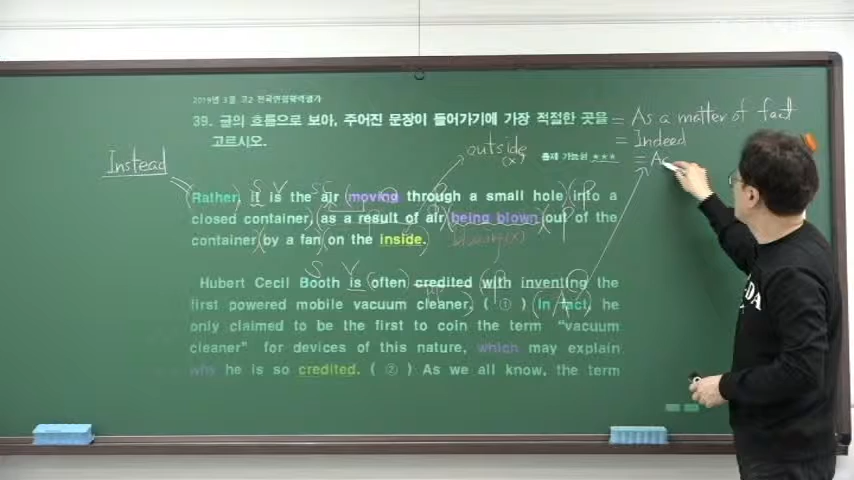 2019년 3월 고2 전국연합학력평가
39. 글의 흐름으로 보아, 주어진 문장이 들어가기에 가장 적절한 곳을
고르시오.
출제 가능성 ★★★
= As a matter of fact
= Indeed
= Ac
Instead
outside
(x)
Rather, it is the air moving through a small hole into a
closed container, as a result of air being blown out of the
container by a fan on the inside.
blowing(x)
Hubert Cecil Booth is often credited with inventing the
first powered mobile vacuum cleaner. ( ① ) In fact, he
only claimed to be the first to coin the term "vacuum
cleaner" for devices of this nature, which may explain
why he is so credited. ( ② ) As we all know, the term